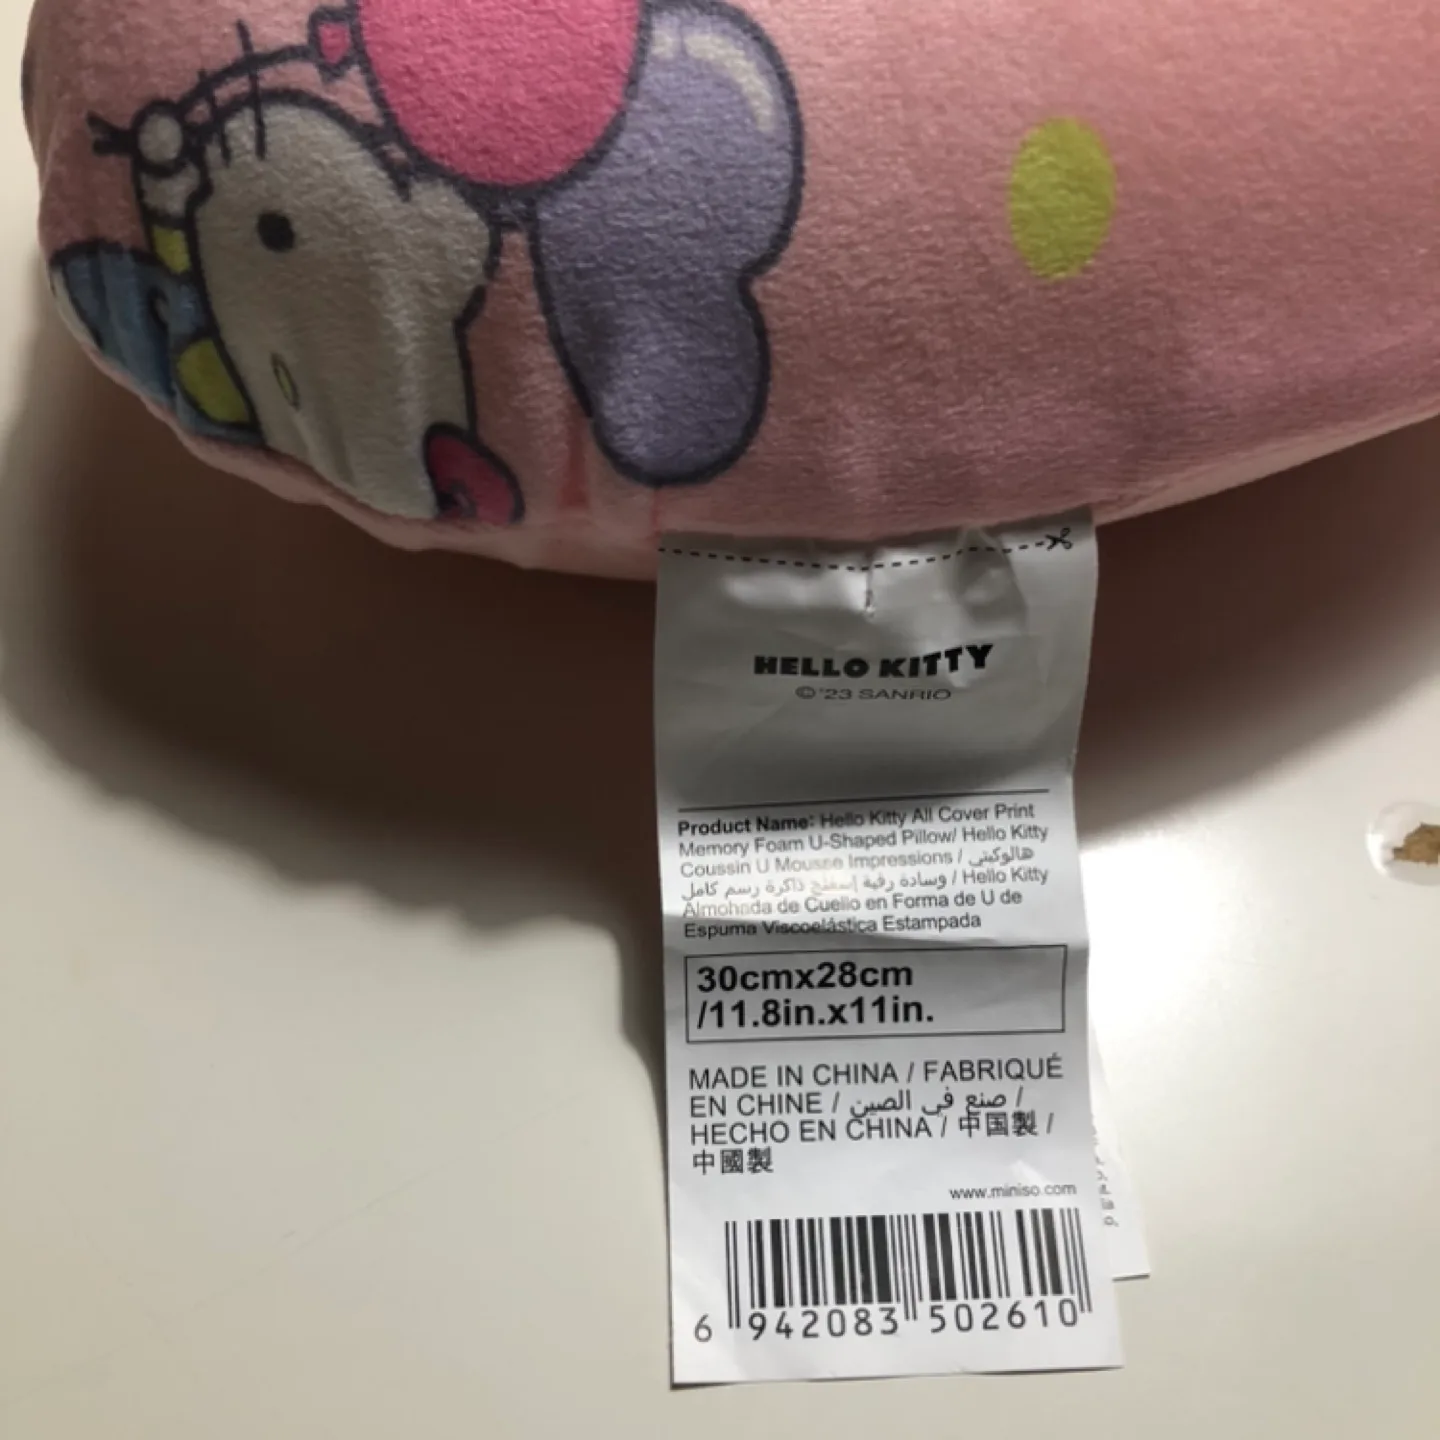 HELLO KITTY
©'23 SANRIO
Product Name: Hello Kitty All Cover Print
Memory Foam U-Shaped Pillow/ Hello Kitty
Coussin U Mousse Impressions / هالوكيتي
وسادة رقبة إسفنج ذاكرة رسم كامل / Hello Kitty
Almohada de Cuello en Forma de U de
Espuma Viscoelástica Estampada
30cmx28cm
/11.8in.x11in.
MADE IN CHINA / FABRIQUÉ
EN CHINE / صنع في الصين /
HECHO EN CHINA / 中国製 /
中國製
www.miniso.com
6 942083 502610